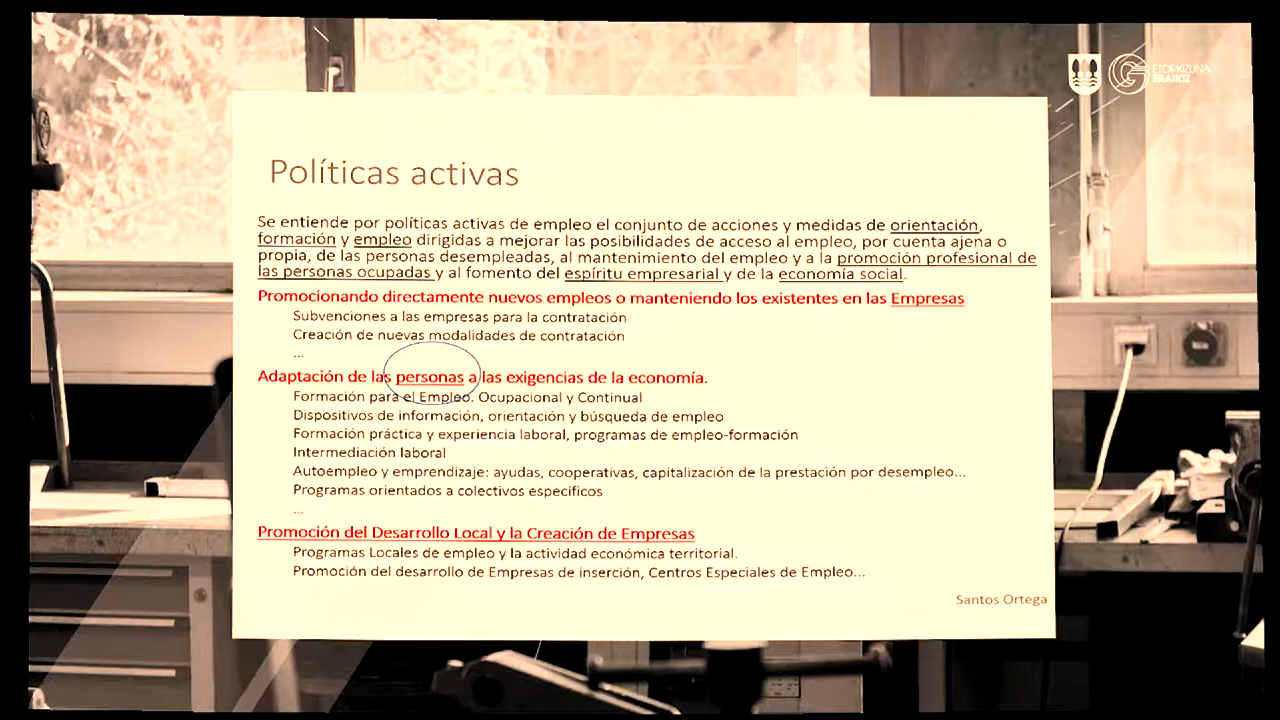 ETORKIZUNA
ERAIKIZ
Políticas activas
Se entiende por políticas activas de empleo el conjunto de acciones y medidas de orientación,
formación y empleo dirigidas a mejorar las posibilidades de acceso al empleo, por cuenta ajena o
propia, de las personas desempleadas, al mantenimiento del empleo y a la promoción profesional de
las personas ocupadas y al fomento del espíritu empresarial y de la economía social.
Promocionando directamente nuevos empleos o manteniendo los existentes en las Empresas
Subvenciones a las empresas para la contratación
Creación de nuevas modalidades de contratación
...
Adaptación de las personas a las exigencias de la economía.
Formación para el Empleo. Ocupacional y Continual
Dispositivos de información, orientación y búsqueda de empleo
Formación práctica y experiencia laboral, programas de empleo-formación
Intermediación laboral
Autoempleo y emprendizaje: ayudas, cooperativas, capitalización de la prestación por desempleo...
Programas orientados a colectivos específicos
...
Promoción del Desarrollo Local y la Creación de Empresas
Programas Locales de empleo y la actividad económica territorial.
Promoción del desarrollo de Empresas de inserción, Centros Especiales de Empleo...
Santos Ortega